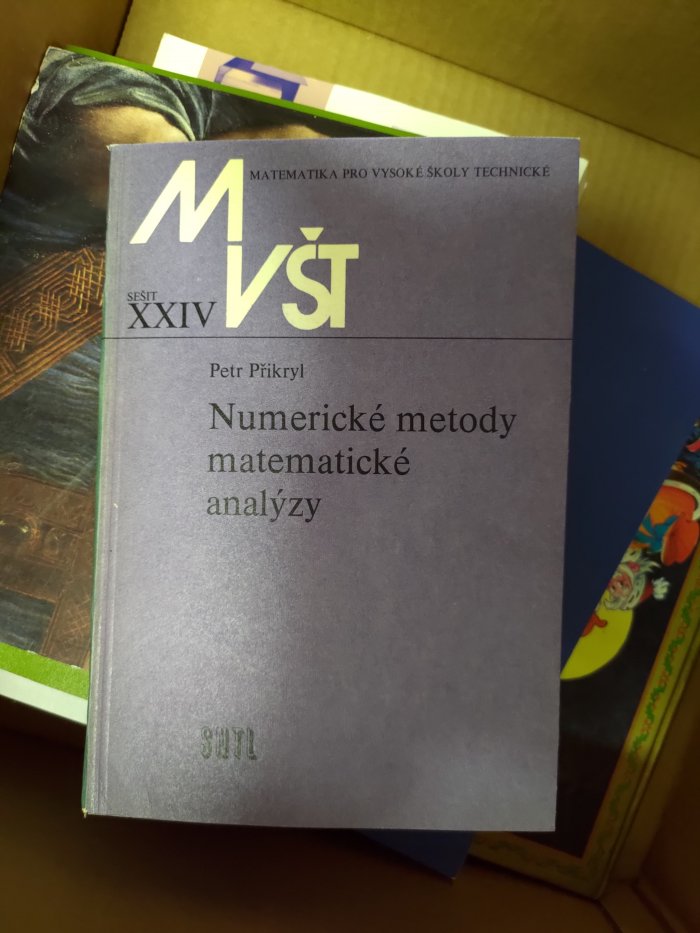 MATEMATIKA PRO VYSOKÉ ŠKOLY TECHNICKÉ
M
VŠT
SEŠIT
XXIV
Petr Přikryl
Numerické metody
matematické
analýzy
SNTL